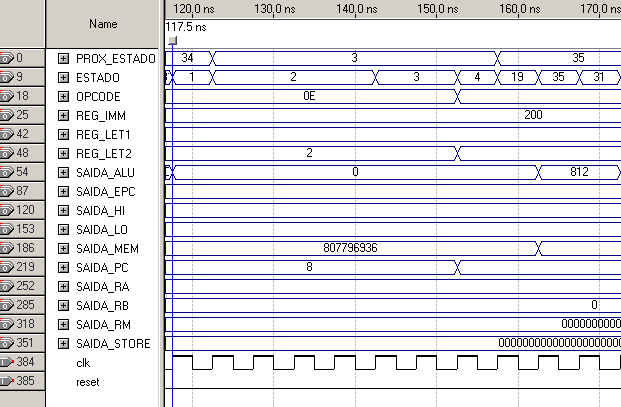 120.0 ns 130.0 ns 140.0 ns 150.0 ns 160.0 ns 170.0 n
Name
117.5 ns
0 PROX_ESTADO 34 3 35
9 ESTADO 1 2 3 4 19 35 31
18 OPCODE 0E
25 REG_IMM 200
42 REG_LET1
48 REG_LET2 2
54 SAIDA_ALU 0 812
87 SAIDA_EPC
120 SAIDA_HI
153 SAIDA_LO
186 SAIDA_MEM 807796936
219 SAIDA_PC 8
252 SAIDA_RA
285 SAIDA_RB 0
318 SAIDA_RM 0000000000
351 SAIDA_STORE 00000000000000000000
384 clk
385 reset